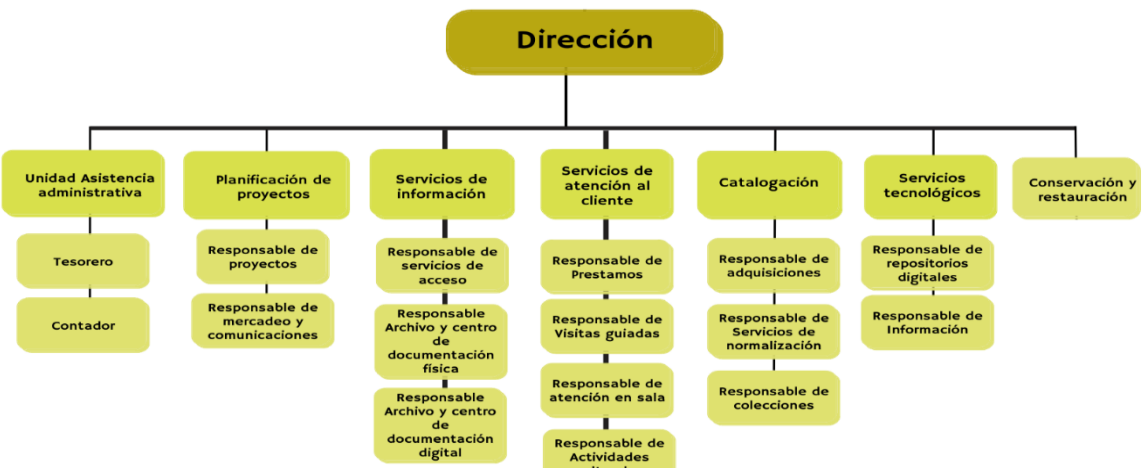 Dirección
Unidad Asistencia
administrativa
Tesorero
Contador
Planificación de
proyectos
Responsable de
proyectos
Responsable de
mercadeo y
comunicaciones
Servicios de
información
Responsable de
servicios de
acceso
Responsable
Archivo y centro
de
documentación
física
Responsable
Archivo y centro
de
documentación
digital
Servicios de
atención al
cliente
Responsable de
Prestamos
Responsable de
Visitas guiadas
Responsable de
atención en sala
Responsable de
Actividades
Catalogación
Responsable de
adquisiciones
Responsable de
Servicios de
normalización
Responsable de
colecciones
Servicios
tecnológicos
Responsable de
repositorios
digitales
Responsable de
Información
Conservación y
restauración